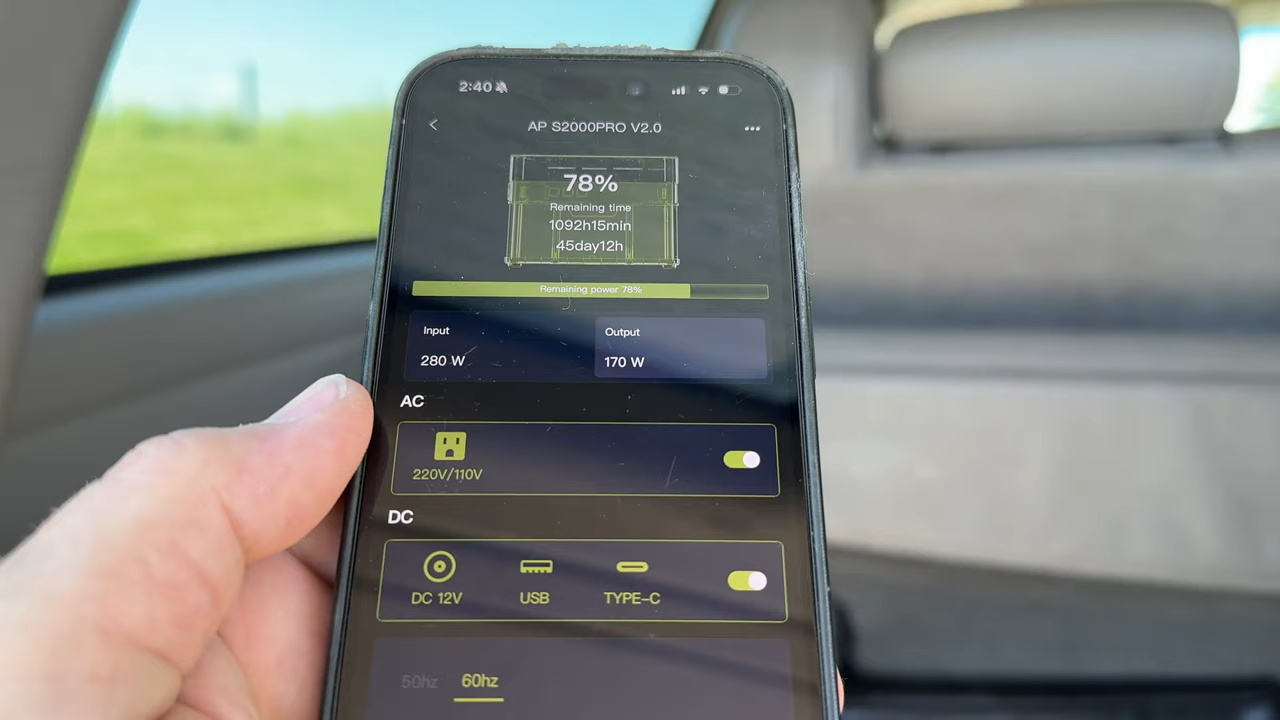 2:40
AP S2000PRO V2.0
78%
Remaining time
1092h15min
45day12h
Remaining power 78%
Input
Output
280 W
170 W
AC
220V/110V
DC
DC 12V
USB
TYPE-C
50hz
60hz